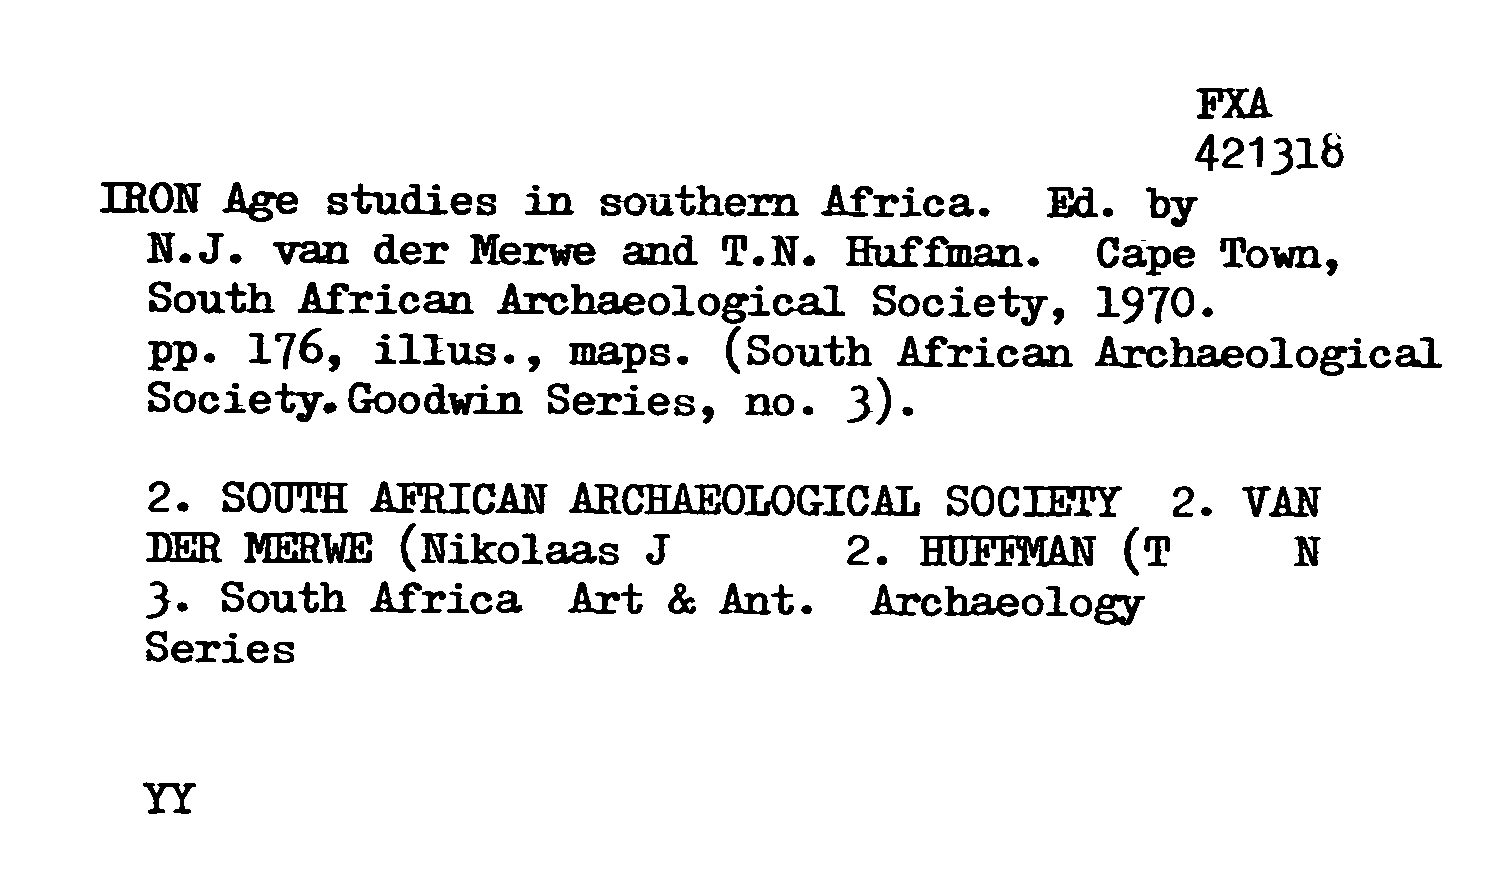 FXA
421318
IRON Age studies in southern Africa. Ed. by
N.J. van der Merwe and T.N. Huffman. Cape Town,
South African Archaeological Society, 1970.
pp. 176, illus., maps. (South African Archaeological
Society. Goodwin Series, no. 3).
2. SOUTH AFRICAN ARCHAEOLOGICAL SOCIETY 2. VAN
DER MERWE (Nikolaas J 2. HUFFMAN (T N
3. South Africa Art & Ant. Archaeology
Series
YY